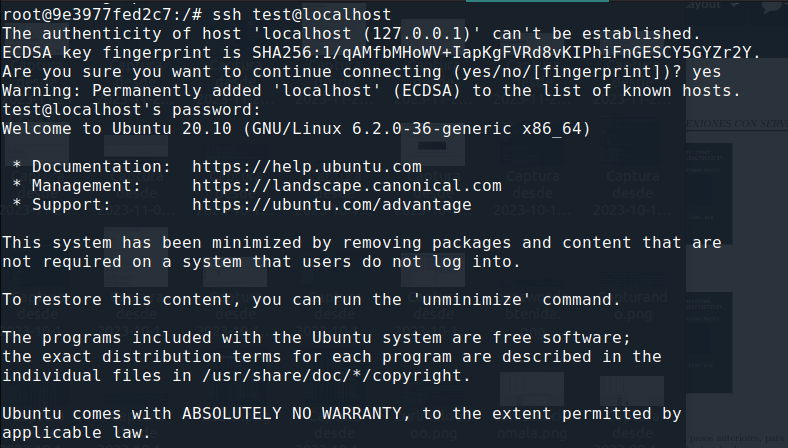 root@9e3977fed2c7:/# ssh test@localhost
The authenticity of host 'localhost (127.0.0.1)' can't be established.
ECDSA key fingerprint is SHA256:1/qAMfbMHoWV+IapKgFVRd8vKIPhiFnGESCY5GYZr2Y.
Are you sure you want to continue connecting (yes/no/[fingerprint])? yes
Warning: Permanently added 'localhost' (ECDSA) to the list of known hosts.
test@localhost's password:
Welcome to Ubuntu 20.10 (GNU/Linux 6.2.0-36-generic x86_64)
* Documentation: https://help.ubuntu.com
* Management: https://landscape.canonical.com
* Support: https://ubuntu.com/advantage
This system has been minimized by removing packages and content that are
not required on a system that users do not log into.
To restore this content, you can run the 'unminimize' command.
The programs included with the Ubuntu system are free software;
the exact distribution terms for each program are described in the
individual files in /usr/share/doc/*/copyright.
Ubuntu comes with ABSOLUTELY NO WARRANTY, to the extent permitted by
applicable law.